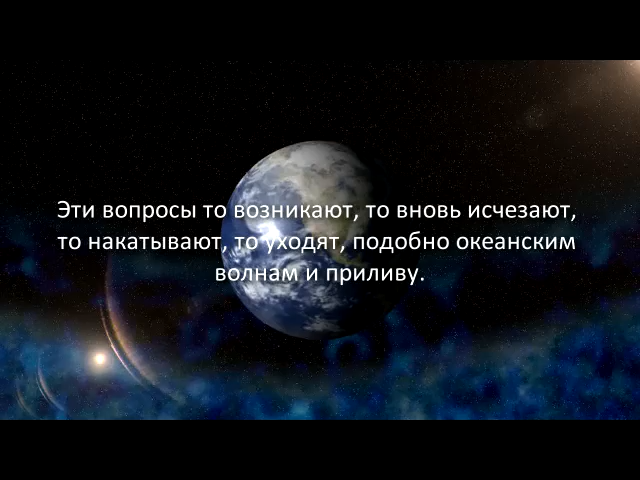 Эти вопросы то возникают, то вновь исчезают,
то накатывают, то уходят, подобно океанским
волнам и приливу.